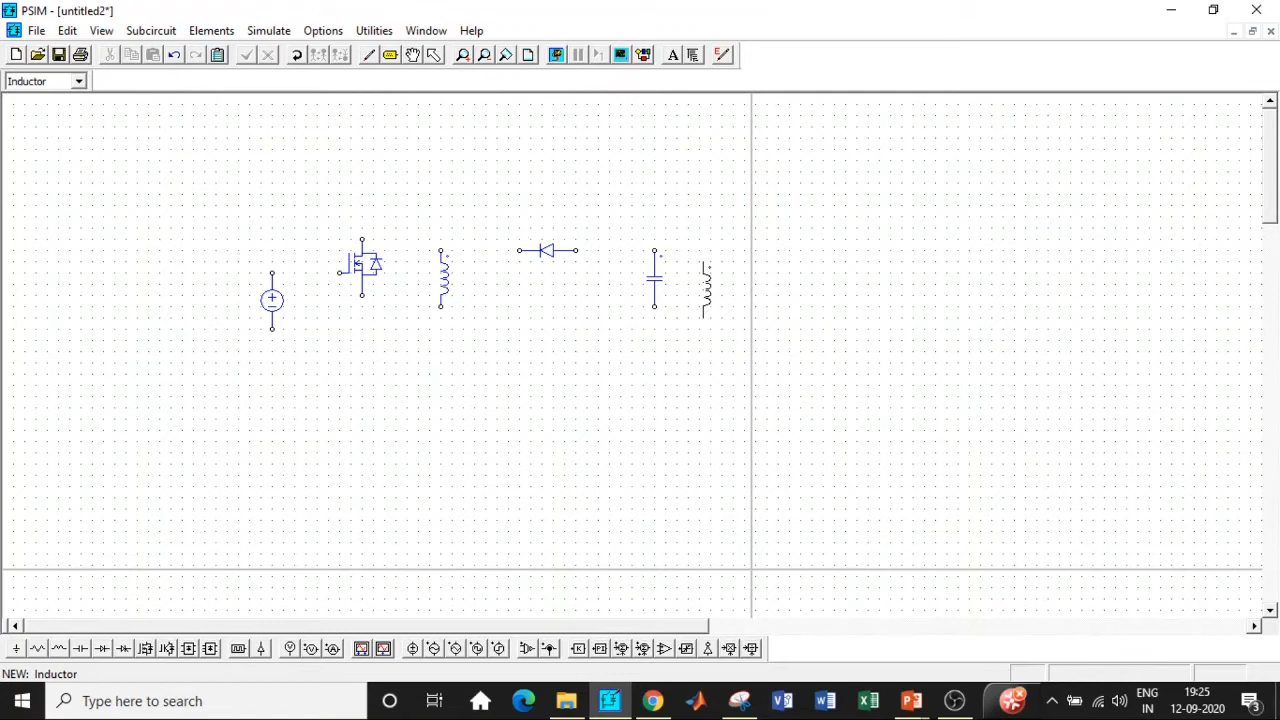 PSIM - [untitled2*]
File Edit View Subcircuit Elements Simulate Options Utilities Window Help
Inductor
NEW: Inductor
Type here to search
ENG
IN
19:25
12-09-2020
3